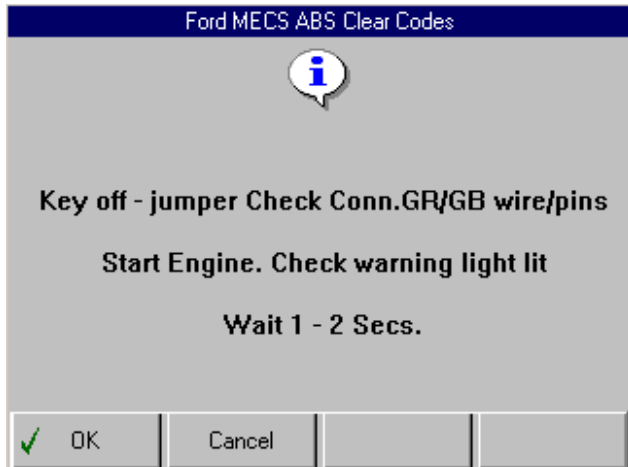 Ford MECS ABS Clear Codes
Key off - jumper Check Conn.GR/GB wire/pins
Start Engine. Check warning light lit
Wait 1 - 2 Secs.
OK
Cancel